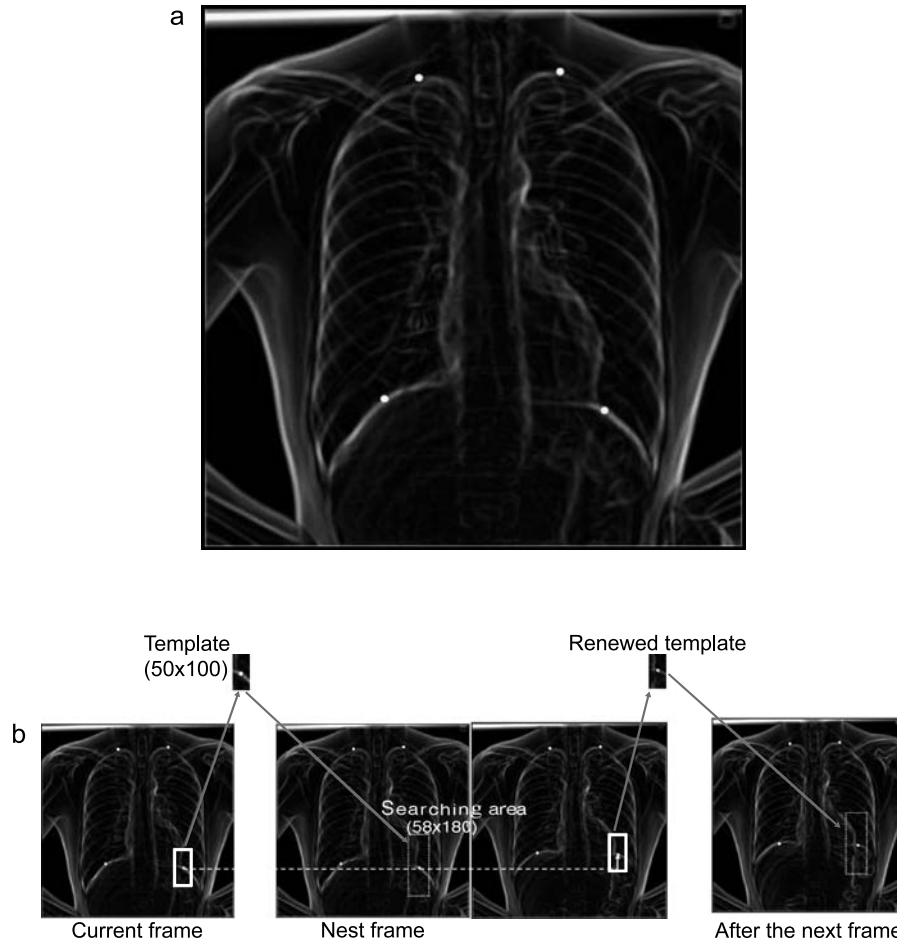 a
Template
(50x100)
Renewed template
b
Searching area
(58x180)
Current frame
Nest frame
After the next frame